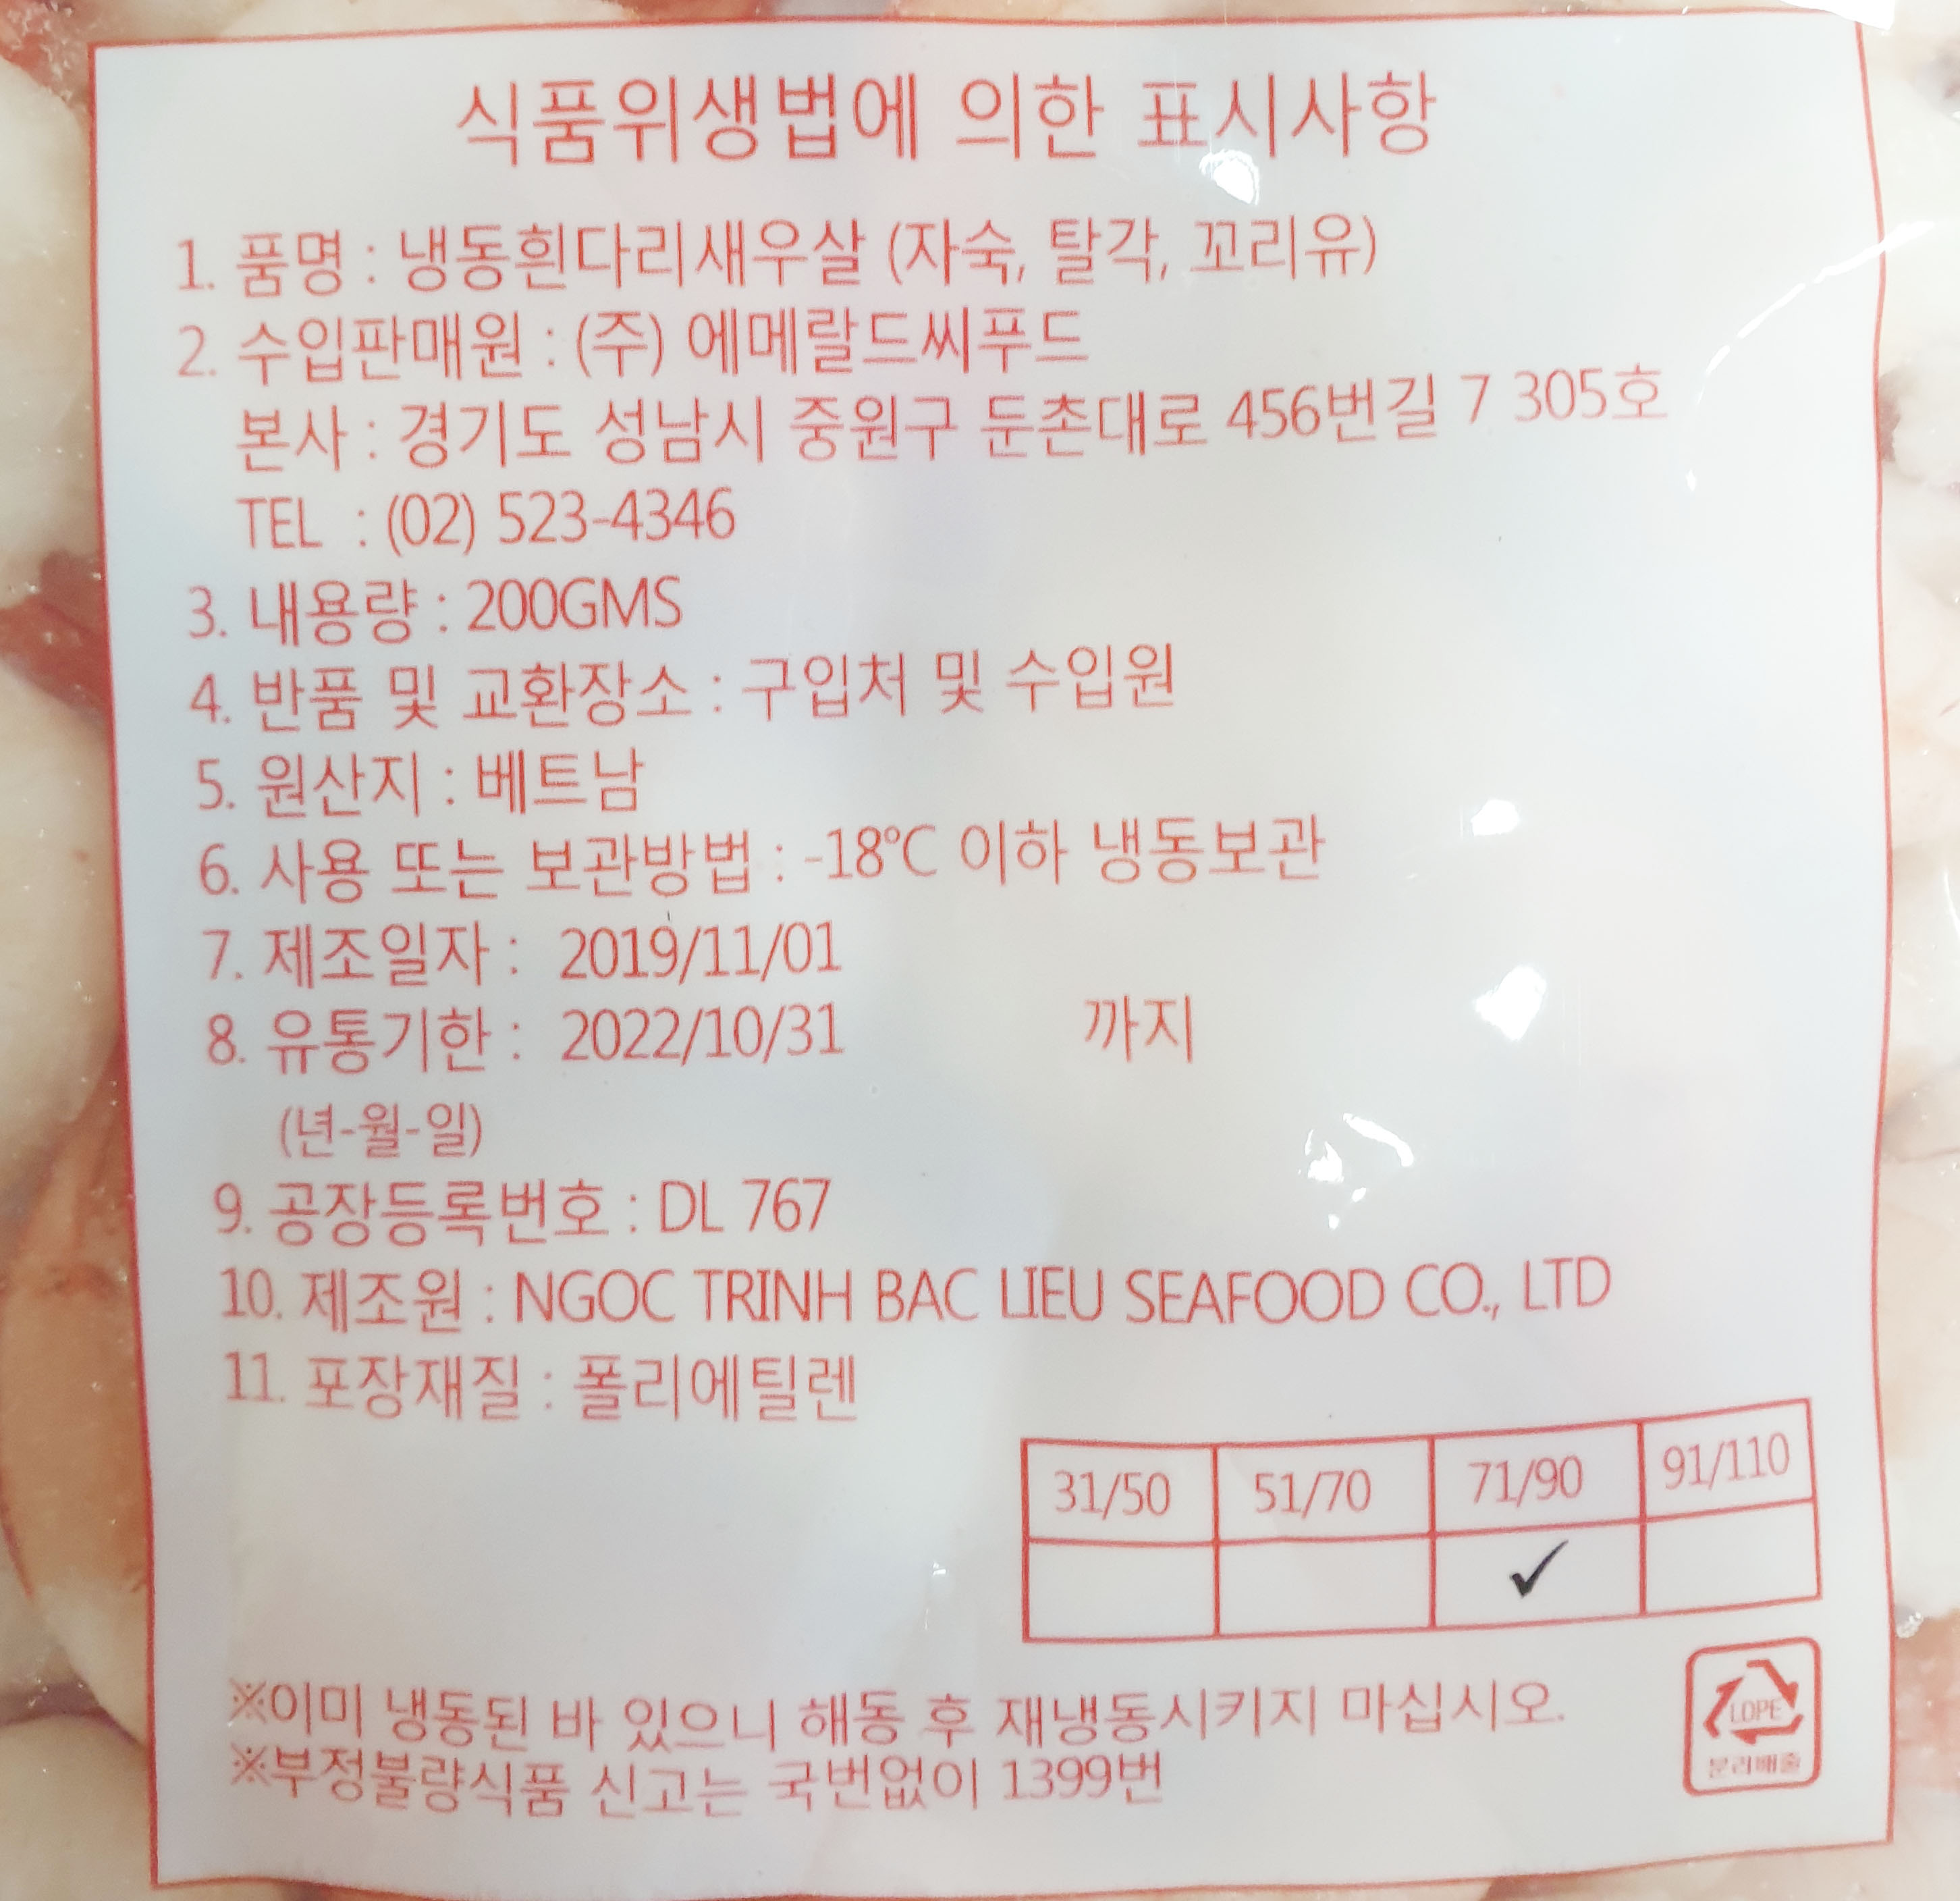 식품위생법에 의한 표시사항
1. 품명 : 냉동흰다리새우살 (자숙, 탈각, 꼬리유)
2. 수입판매원 : (주) 에메랄드씨푸드
본사 : 경기도 성남시 중원구 둔촌대로 456번길 7 305호
TEL : (02) 523-4346
3. 내용량 : 200GMS
4. 반품 및 교환장소 : 구입처 및 수입원
5. 원산지 : 베트남
6. 사용 또는 보관방법 : -18℃ 이하 냉동보관
7. 제조일자 : 2019/11/01
8. 유통기한 : 2022/10/31 까지
(년-월-일)
9. 공장등록번호 : DL 767
10. 제조원 : NGOC TRINH BAC LIEU SEAFOOD CO., LTD
11. 포장재질 : 폴리에틸렌
31/50 51/70 71/90 91/110
✓
※이미 냉동된 바 있으니 해동 후 재냉동시키지 마십시오.
※부정불량식품 신고는 국번없이 1399번
LDPE
분리배출